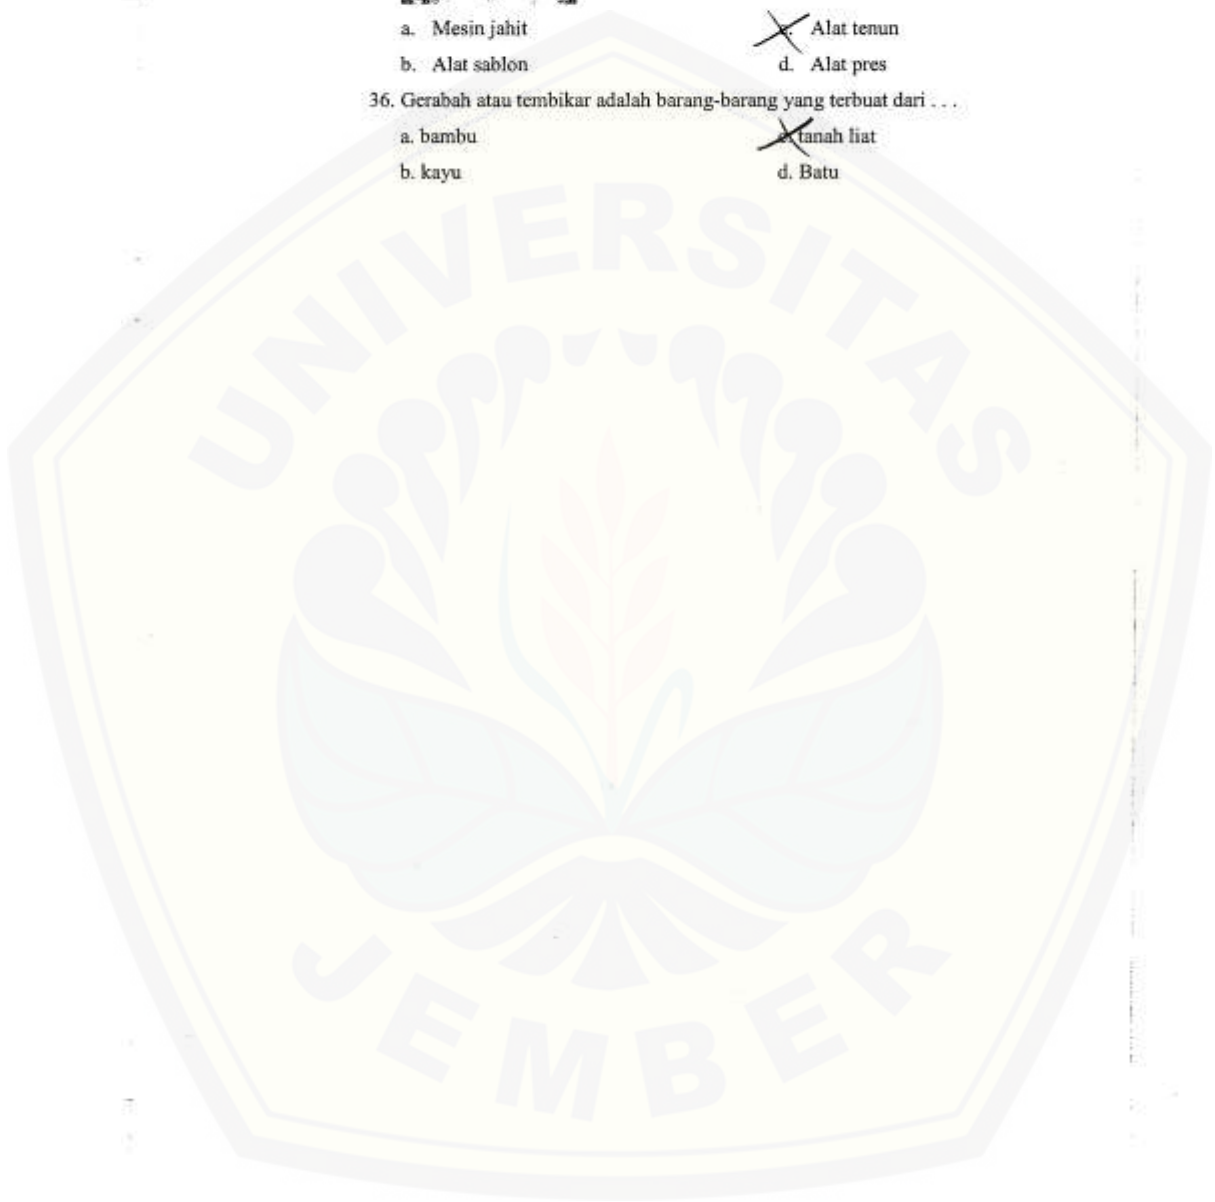 a. Mesin jahit
c. Alat tenun
b. Alat sablon
d. Alat pres
36. Gerabah atau tembikar adalah barang-barang yang terbuat dari . . .
a. bambu
c. tanah liat
b. kayu
d. Batu
UNIVERSITAS
JEMBER